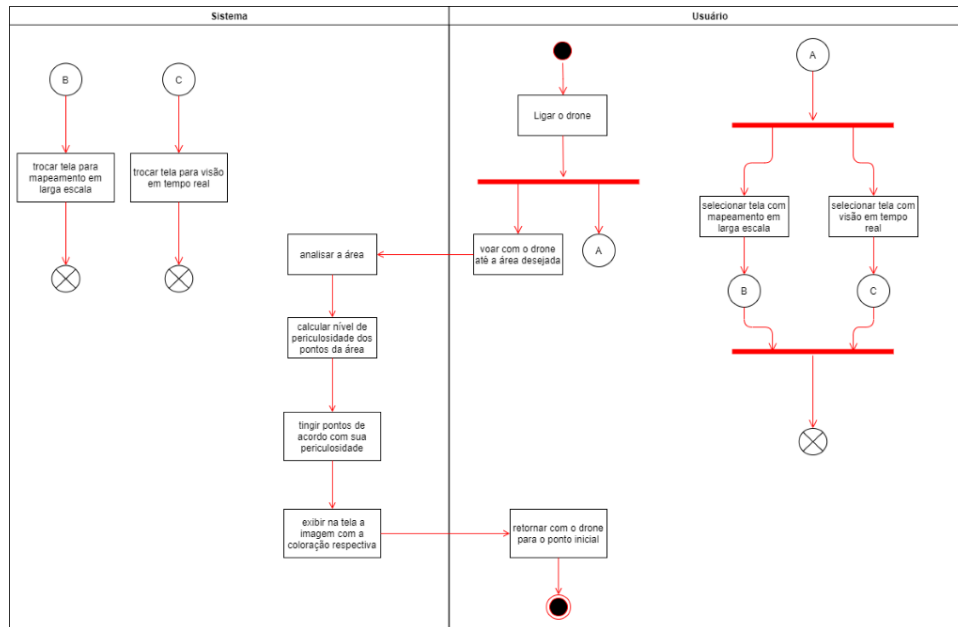 Sistema
Usuário
B
C
A
Ligar o drone
trocar tela para
mapeamento em
larga escala
trocar tela para visão
em tempo real
selecionar tela com
mapeamento em
larga escala
selecionar tela com
visão em tempo
real
analisar a área
voar com o drone
até a área desejada
A
B
C
calcular nível de
periculosidade dos
pontos da área
tingir pontos de
acordo com sua
periculosidade
exibir na tela a
imagem com a
coloração respectiva
retornar com o drone
para o ponto inicial